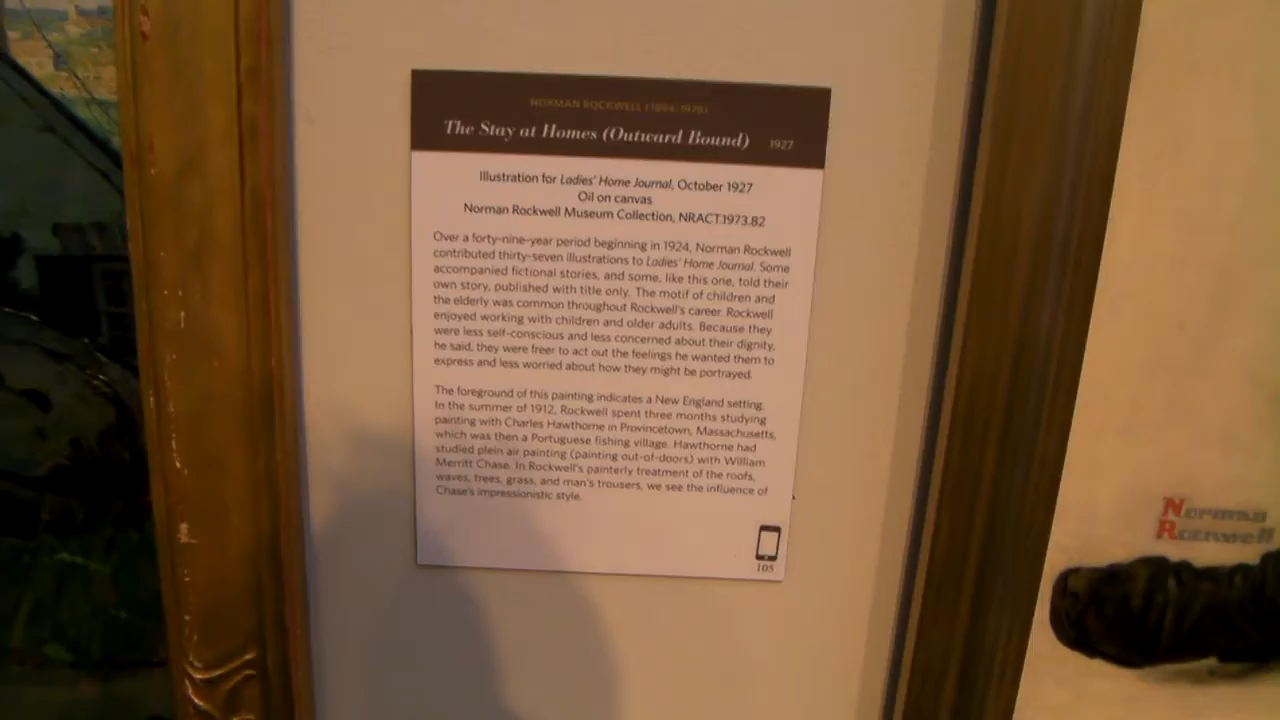 NORMAN ROCKWELL (1894-1978)
The Stay at Homes (Outward Bound) 1927
Illustration for Ladies' Home Journal, October 1927
Oil on canvas
Norman Rockwell Museum Collection, NRACT.1973.82
Over a forty-nine-year period beginning in 1924, Norman Rockwell
contributed thirty-seven illustrations to Ladies' Home Journal. Some
accompanied fictional stories, and some, like this one, told their
own story, published with title only. The motif of children and
the elderly was common throughout Rockwell's career. Rockwell
enjoyed working with children and older adults. Because they
were less self-conscious and less concerned about their dignity,
he said, they were freer to act out the feelings he wanted them to
express and less worried about how they might be portrayed.
The foreground of this painting indicates a New England setting.
In the summer of 1912, Rockwell spent three months studying
painting with Charles Hawthorne in Provincetown, Massachusetts,
which was then a Portuguese fishing village. Hawthorne had
studied plein air painting (painting out-of-doors) with William
Merritt Chase. In Rockwell's painterly treatment of the roofs,
waves, trees, grass, and man's trousers, we see the influence of
Chase's impressionistic style.
105
Norman
Rockwell